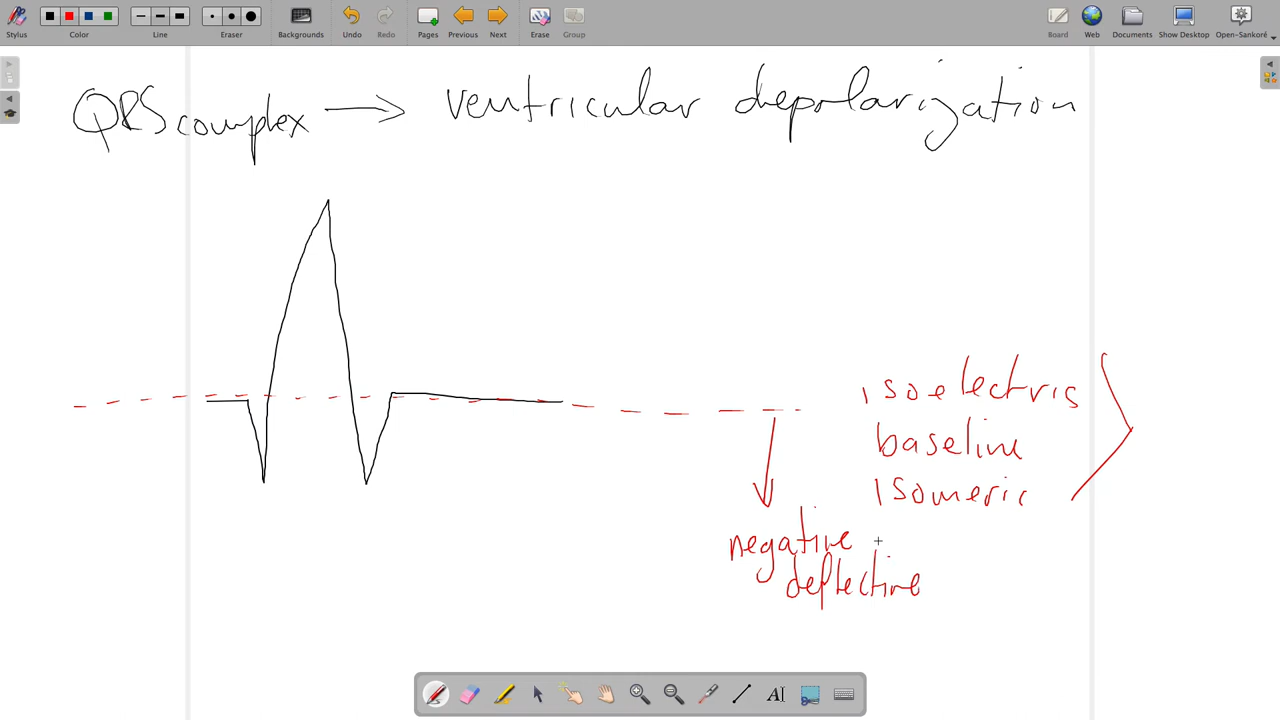 Stylus Color Line Eraser Backgrounds Undo Redo Pages Previous Next Erase Group Board Web Documents Show Desktop Open-Sankoré
QRS complex → ventricular depolarization
isoelectris
baseline
isomeric
negative
deflective